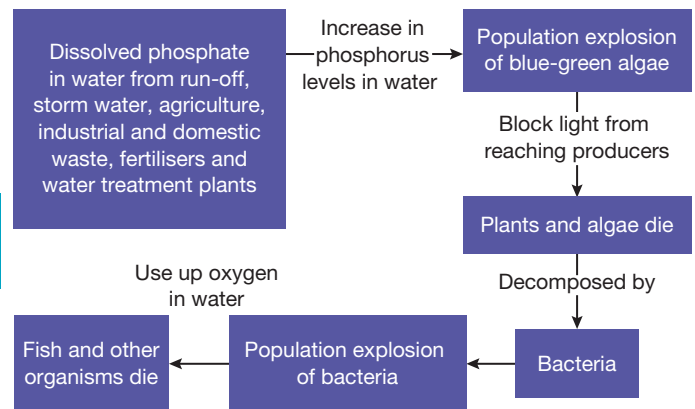 Dissolved phosphate
in water from run-off,
storm water, agriculture,
industrial and domestic
waste, fertilisers and
water treatment plants
Increase in
phosphorus
levels in water
Population explosion
of blue-green algae
Block light from
reaching producers
Plants and algae die
Decomposed by
Bacteria
Population explosion
of bacteria
Use up oxygen
in water
Fish and other
organisms die